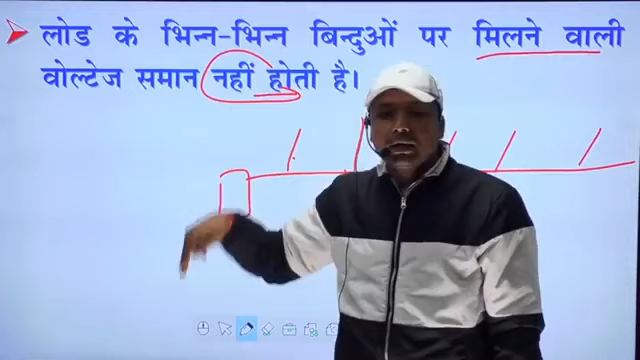 लोड के भिन्न-भिन्न बिन्दुओं पर मिलने वाली
वोल्टेज समान नहीं होती है।